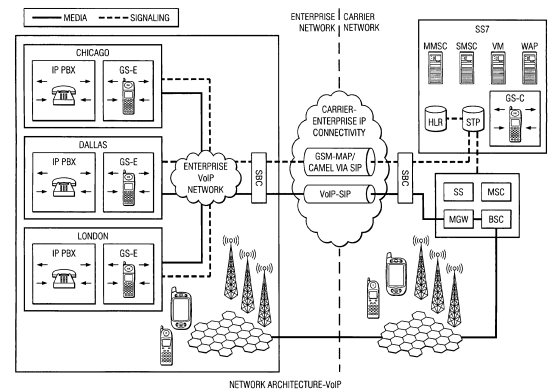 MEDIA
SIGNALING
ENTERPRISE
NETWORK
CARRIER
NETWORK
SS7
MMSC
SMSC
VM
WAP
HLR
STP
GS-C
CHICAGO
IP PBX
GS-E
DALLAS
IP PBX
GS-E
LONDON
IP PBX
GS-E
ENTERPRISE
VoIP
NETWORK
SBC
CARRIER-
ENTERPRISE IP
CONNECTIVITY
GSM-MAP/
CAMEL VIA SIP
VoIP-SIP
SBC
SS
MSC
MGW
BSC
NETWORK ARCHITECTURE-VoIP